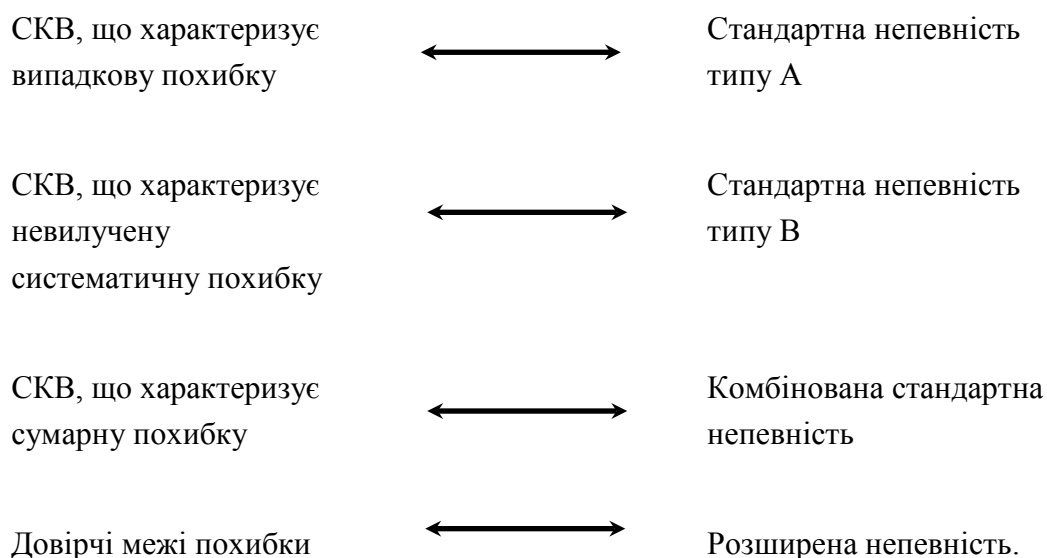 СКВ, що характеризує
випадкову похибку
Стандартна непевність
типу А
СКВ, що характеризує
невилучену
систематичну похибку
Стандартна непевність
типу В
СКВ, що характеризує
сумарну похибку
Комбінована стандартна
непевність
Довірчі межі похибки
Розширена непевність.